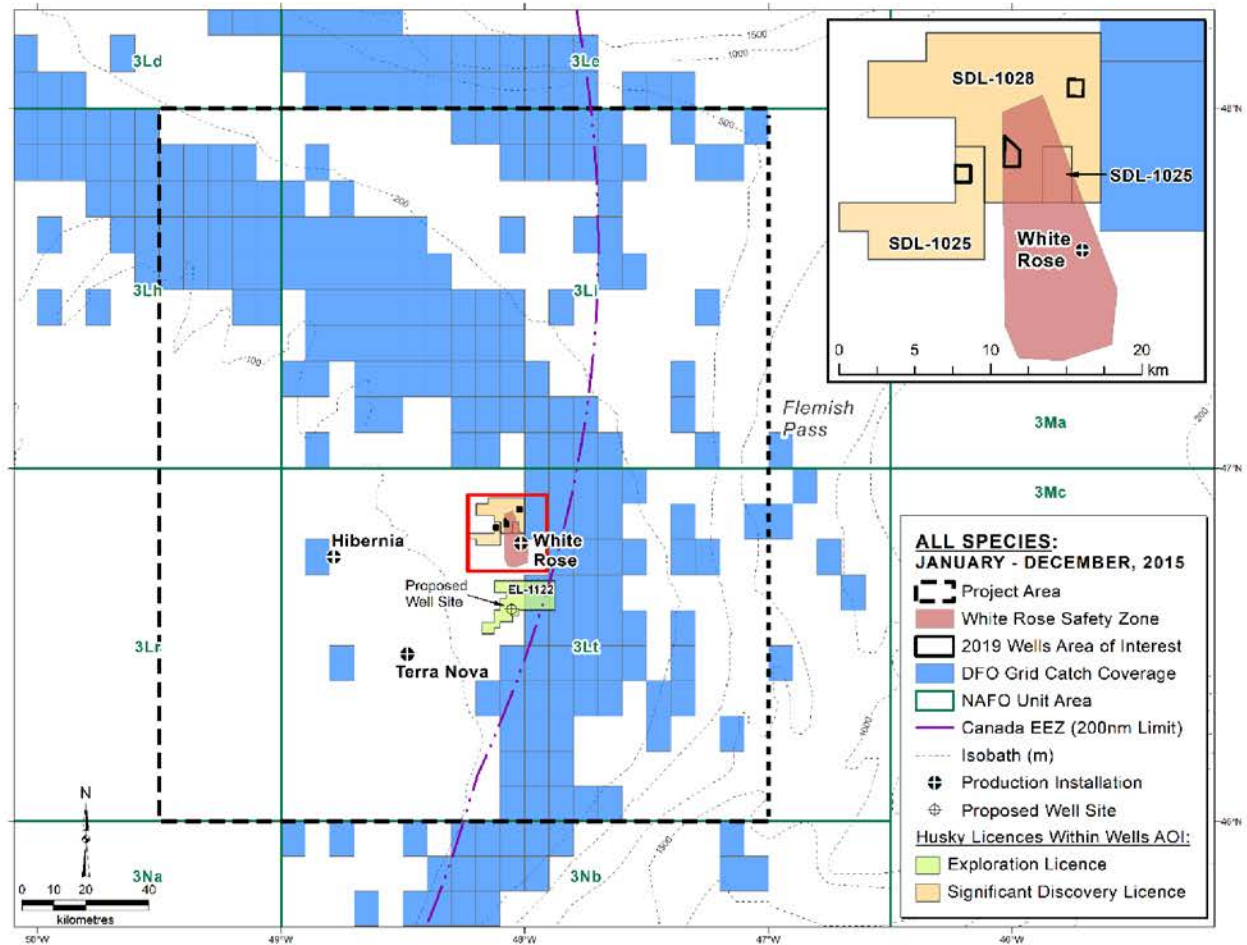 3Ld
3Le
1500
1000
500
48°N
200
3Lh
3Li
100
Flemish
Pass
200
3Ma
47°N
3Mc
Hibernia
White
Rose
Proposed
Well Site
EL-1122
3Lr
3Lt
Terra Nova
1000
N
46°N
1500
3Na
3Nb
0 10 20 40
kilometres
50°W
49°W
48°W
47°W
46°W
SDL-1028
SDL-1025
SDL-1025
White
Rose
0 5 10 20
km
ALL SPECIES:
JANUARY - DECEMBER, 2015
Project Area
White Rose Safety Zone
2019 Wells Area of Interest
DFO Grid Catch Coverage
NAFO Unit Area
Canada EEZ (200nm Limit)
Isobath (m)
Production Installation
Proposed Well Site
Husky Licences Within Wells AOI:
Exploration Licence
Significant Discovery Licence